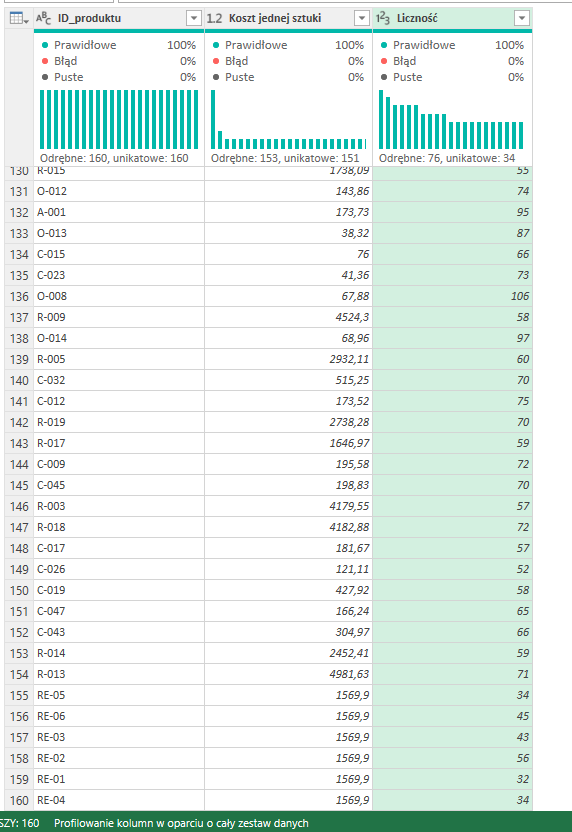 ABC ID_produktu 1.2 Koszt jednej sztuki 123 Liczność
Prawidłowe 100% Prawidłowe 100% Prawidłowe 100%
Błąd 0% Błąd 0% Błąd 0%
Puste 0% Puste 0% Puste 0%
Odrębne: 160, unikatowe: 160 Odrębne: 153, unikatowe: 151 Odrębne: 76, unikatowe: 34
130 R-015 1738,09 55
131 O-012 143,86 74
132 A-001 173,73 95
133 O-013 38,32 87
134 C-015 76 66
135 C-023 41,36 73
136 O-008 67,88 106
137 R-009 4524,3 58
138 O-014 68,96 97
139 R-005 2932,11 60
140 C-032 515,25 70
141 C-012 173,52 75
142 R-019 2738,28 70
143 R-017 1646,97 59
144 C-009 195,58 72
145 C-045 198,83 70
146 R-003 4179,55 57
147 R-018 4182,88 72
148 C-017 181,67 57
149 C-026 121,11 52
150 C-019 427,92 58
151 C-047 166,24 65
152 C-043 304,97 66
153 R-014 2452,41 59
154 R-013 4981,63 71
155 RE-05 1569,9 34
156 RE-06 1569,9 45
157 RE-03 1569,9 43
158 RE-02 1569,9 56
159 RE-01 1569,9 32
160 RE-04 1569,9 34
SZY: 160 Profilowanie kolumn w oparciu o cały zestaw danych